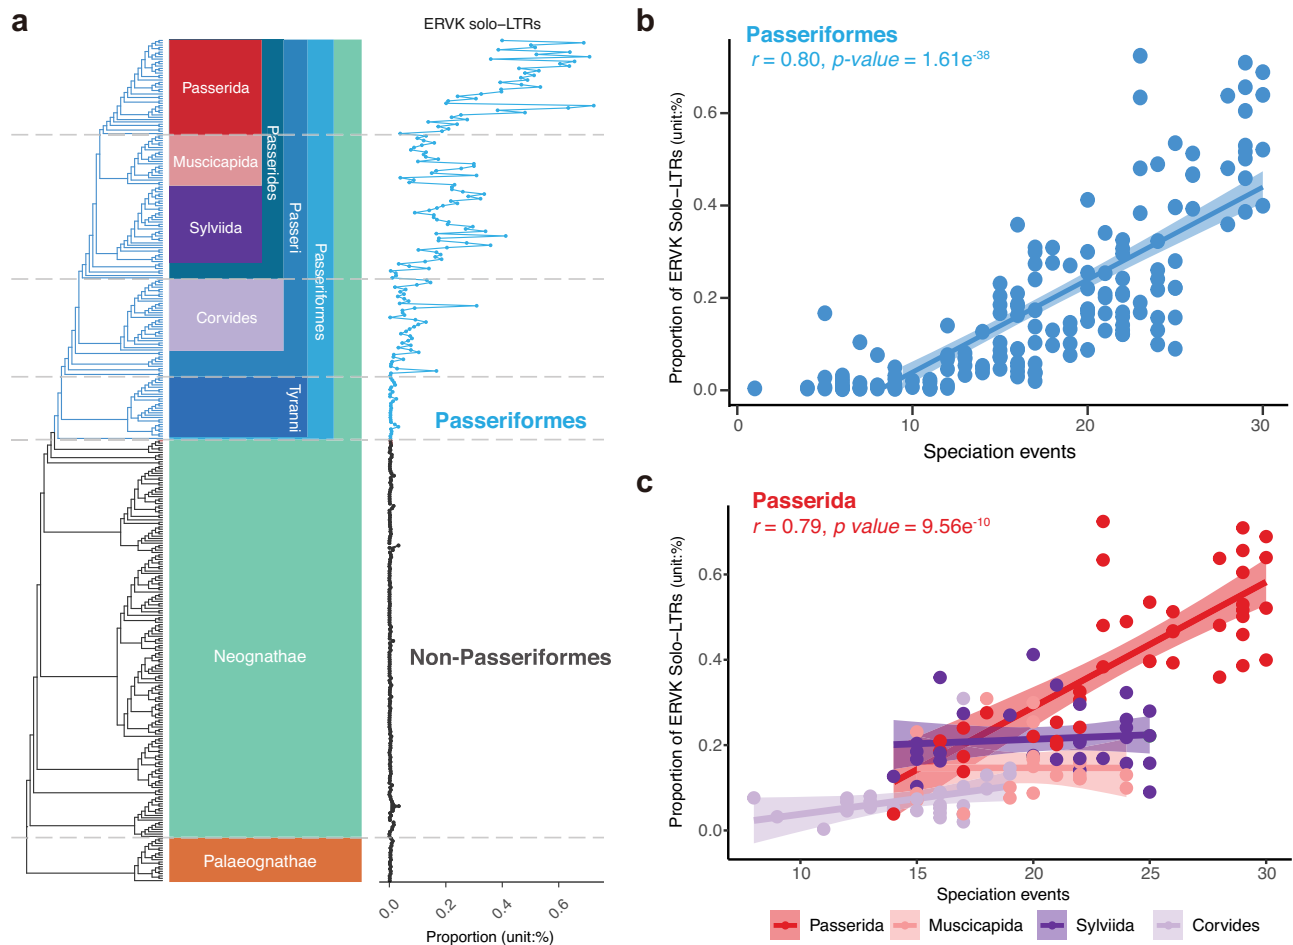 a
ERVK solo−LTRs
Passerida
Muscicapida
Sylviida
Corvides
Passerides
Passeri
Passeriformes
Tyranni
Neognathae
Palaeognathae
Passeriformes
Non-Passeriformes
0.0
0.2
0.4
0.6
Proportion (unit:%)
b
Passeriformes
r = 0.80, p-value = 1.61e-38
Proportion of ERVK Solo−LTRs (unit:%)
0.6
0.4
0.2
0.0
0
10
20
30
Speciation events
c
Passerida
r = 0.79, p value = 9.56e-10
Proportion of ERVK Solo−LTRs (unit:%)
0.6
0.4
0.2
0.0
10
15
20
25
30
Speciation events
Passerida
Muscicapida
Sylviida
Corvides